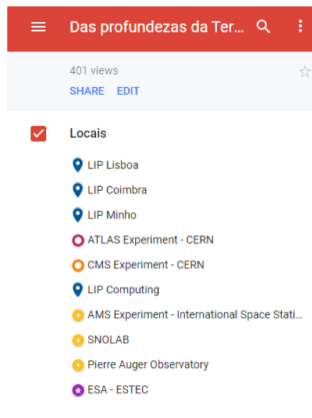 Das profundezas da Ter...
401 views
SHARE EDIT
Locais
LIP Lisboa
LIP Coimbra
LIP Minho
ATLAS Experiment - CERN
CMS Experiment - CERN
LIP Computing
AMS Experiment - International Space Stati...
SNOLAB
Pierre Auger Observatory
ESA - ESTEC